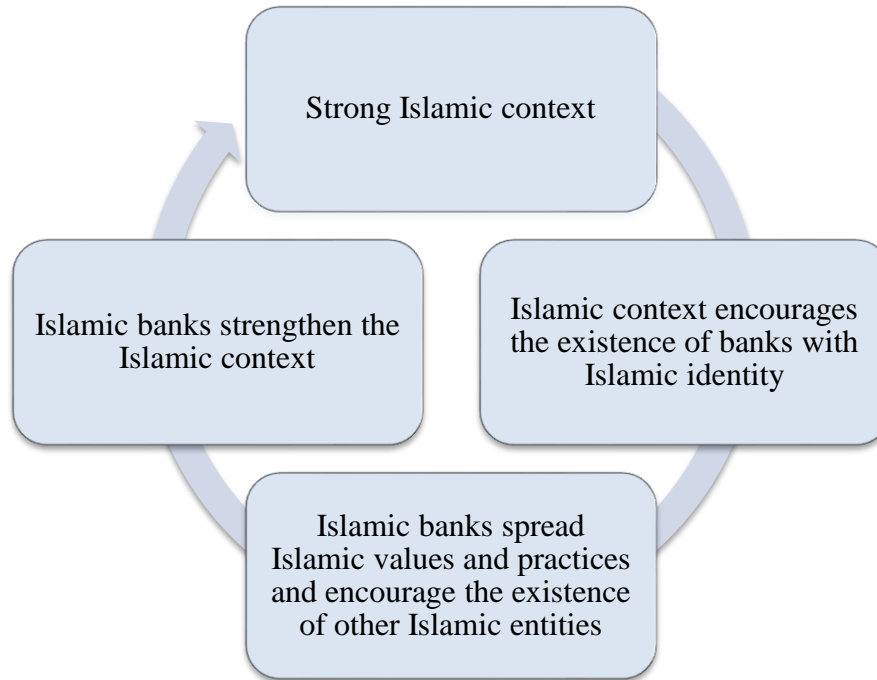 Strong Islamic context
Islamic context encourages
the existence of banks with
Islamic identity
Islamic banks spread
Islamic values and practices
and encourage the existence
of other Islamic entities
Islamic banks strengthen the
Islamic context